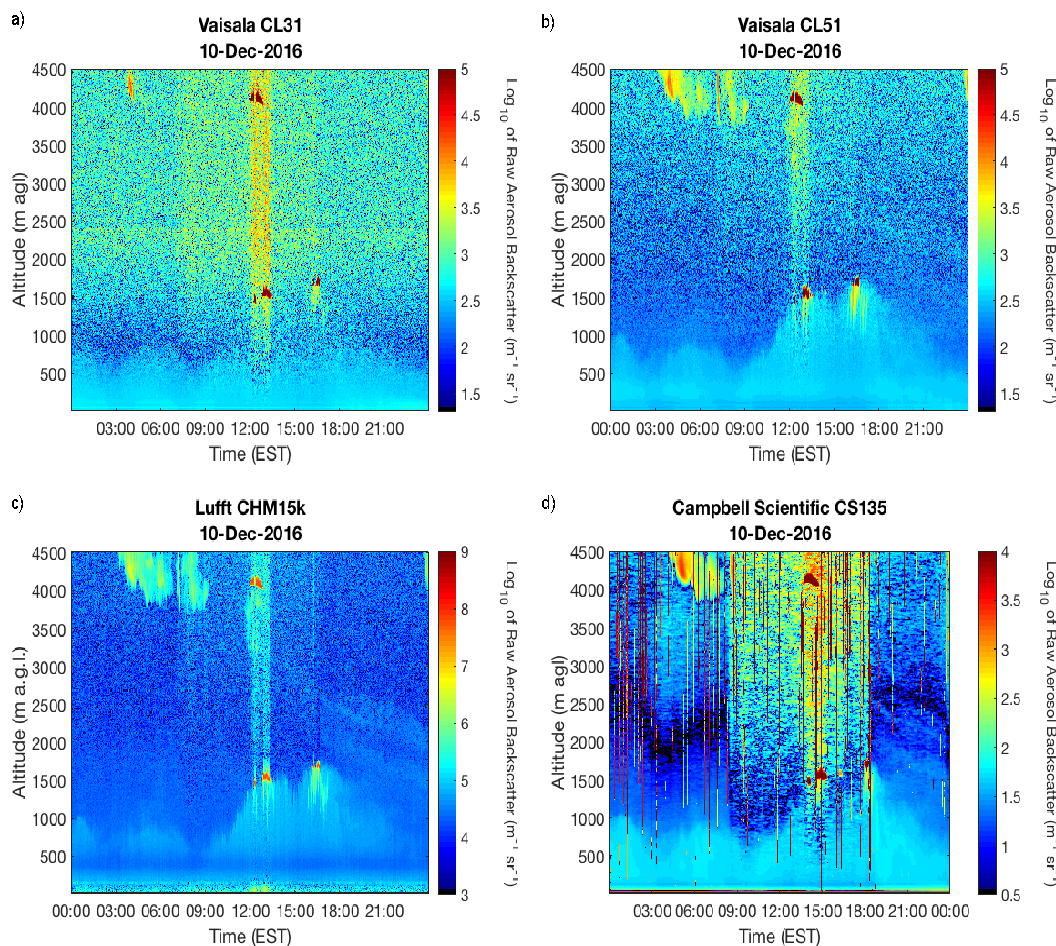 a)
Vaisala CL31
10-Dec-2016
4500
4000
3500
3000
2500
2000
1500
1000
500
Altitude (m agl)
03:00 06:00 09:00 12:00 15:00 18:00 21:00
Time (EST)
5
4.5
4
3.5
3
2.5
2
1.5
Log10 of Raw Aerosol Backscatter (m-1 sr-1)
b)
Vaisala CL51
10-Dec-2016
4500
4000
3500
3000
2500
2000
1500
1000
500
Altitude (m agl)
00:00 03:00 06:00 09:00 12:00 15:00 18:00 21:00
Time (EST)
5
4.5
4
3.5
3
2.5
2
1.5
Log10 of Raw Aerosol Backscatter (m-1 sr-1)
c)
Lufft CHM15k
10-Dec-2016
4500
4000
3500
3000
2500
2000
1500
1000
500
Altitude (m a.g.l.)
00:00 03:00 06:00 09:00 12:00 15:00 18:00 21:00
Time (EST)
9
8
7
6
5
4
3
Log10 of Raw Aerosol Backscatter (m-1 sr-1)
d)
Campbell Scientific CS135
10-Dec-2016
4500
4000
3500
3000
2500
2000
1500
1000
500
Altitude (m agl)
03:00 06:00 09:00 12:00 15:00 18:00 21:00 00:00
Time (EST)
4
3.5
3
2.5
2
1.5
1
0.5
Log10 of Raw Aerosol Backscatter (m-1 sr-1)